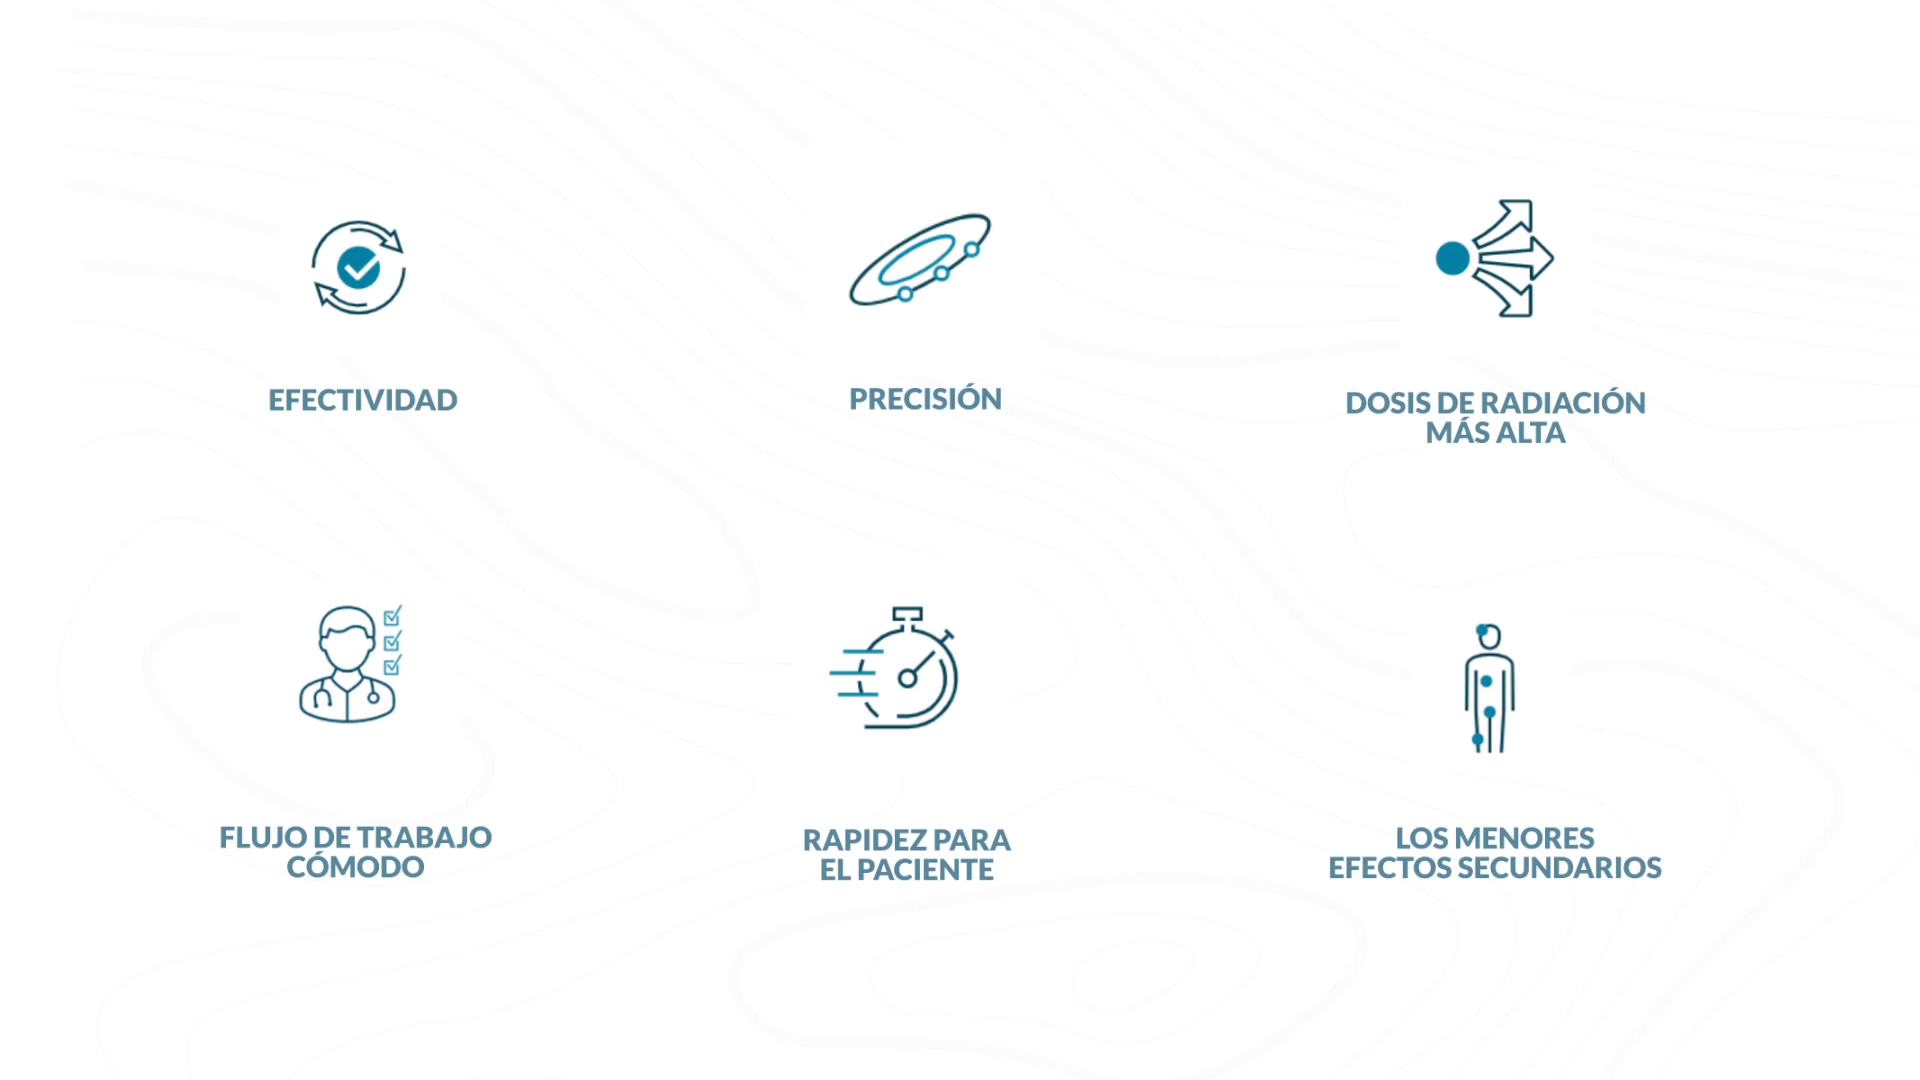 EFECTIVIDAD
PRECISIÓN
DOSIS DE RADIACIÓN
MÁS ALTA
FLUJO DE TRABAJO
CÓMODO
RAPIDEZ PARA
EL PACIENTE
LOS MENORES
EFECTOS SECUNDARIOS